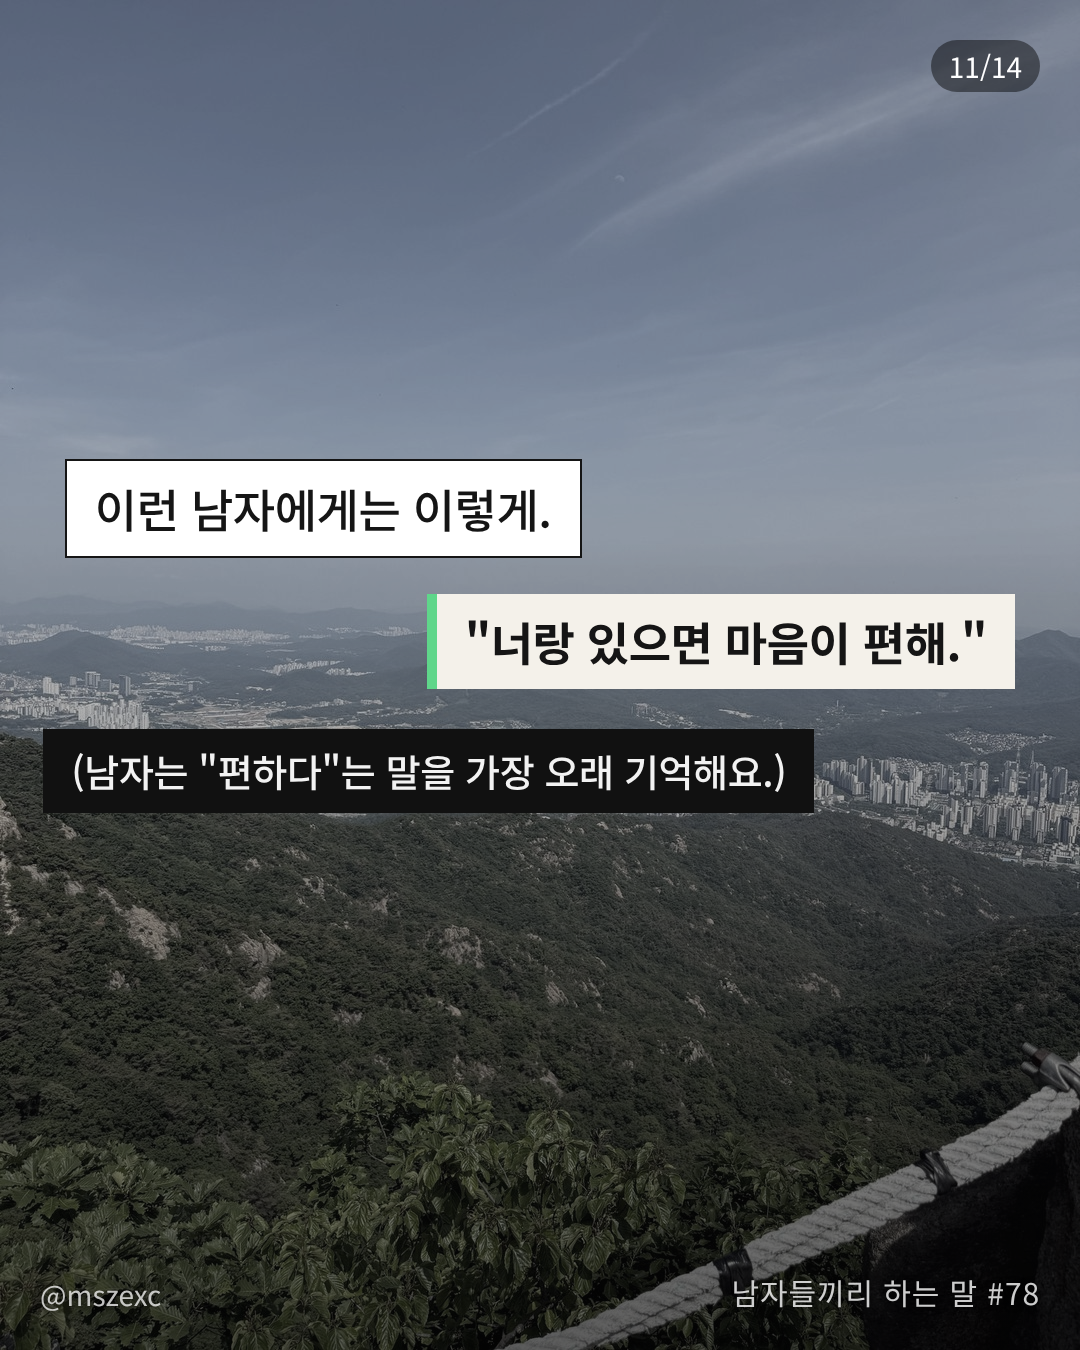 11/14
이런 남자에게는 이렇게.
"너랑 있으면 마음이 편해."
(남자는 "편하다"는 말을 가장 오래 기억해요.)
@mszexc
남자들끼리 하는 말 #78